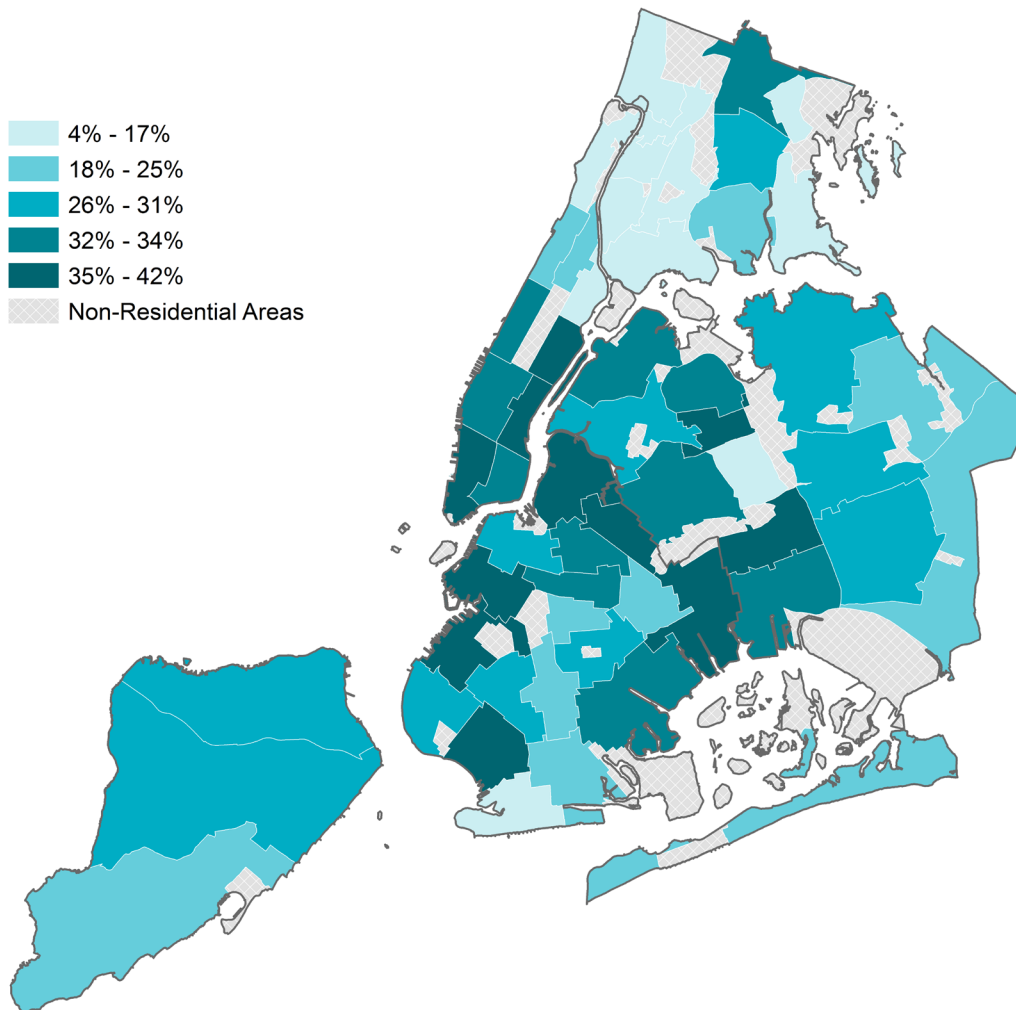 4% - 17%
18% - 25%
26% - 31%
32% - 34%
35% - 42%
Non-Residential Areas